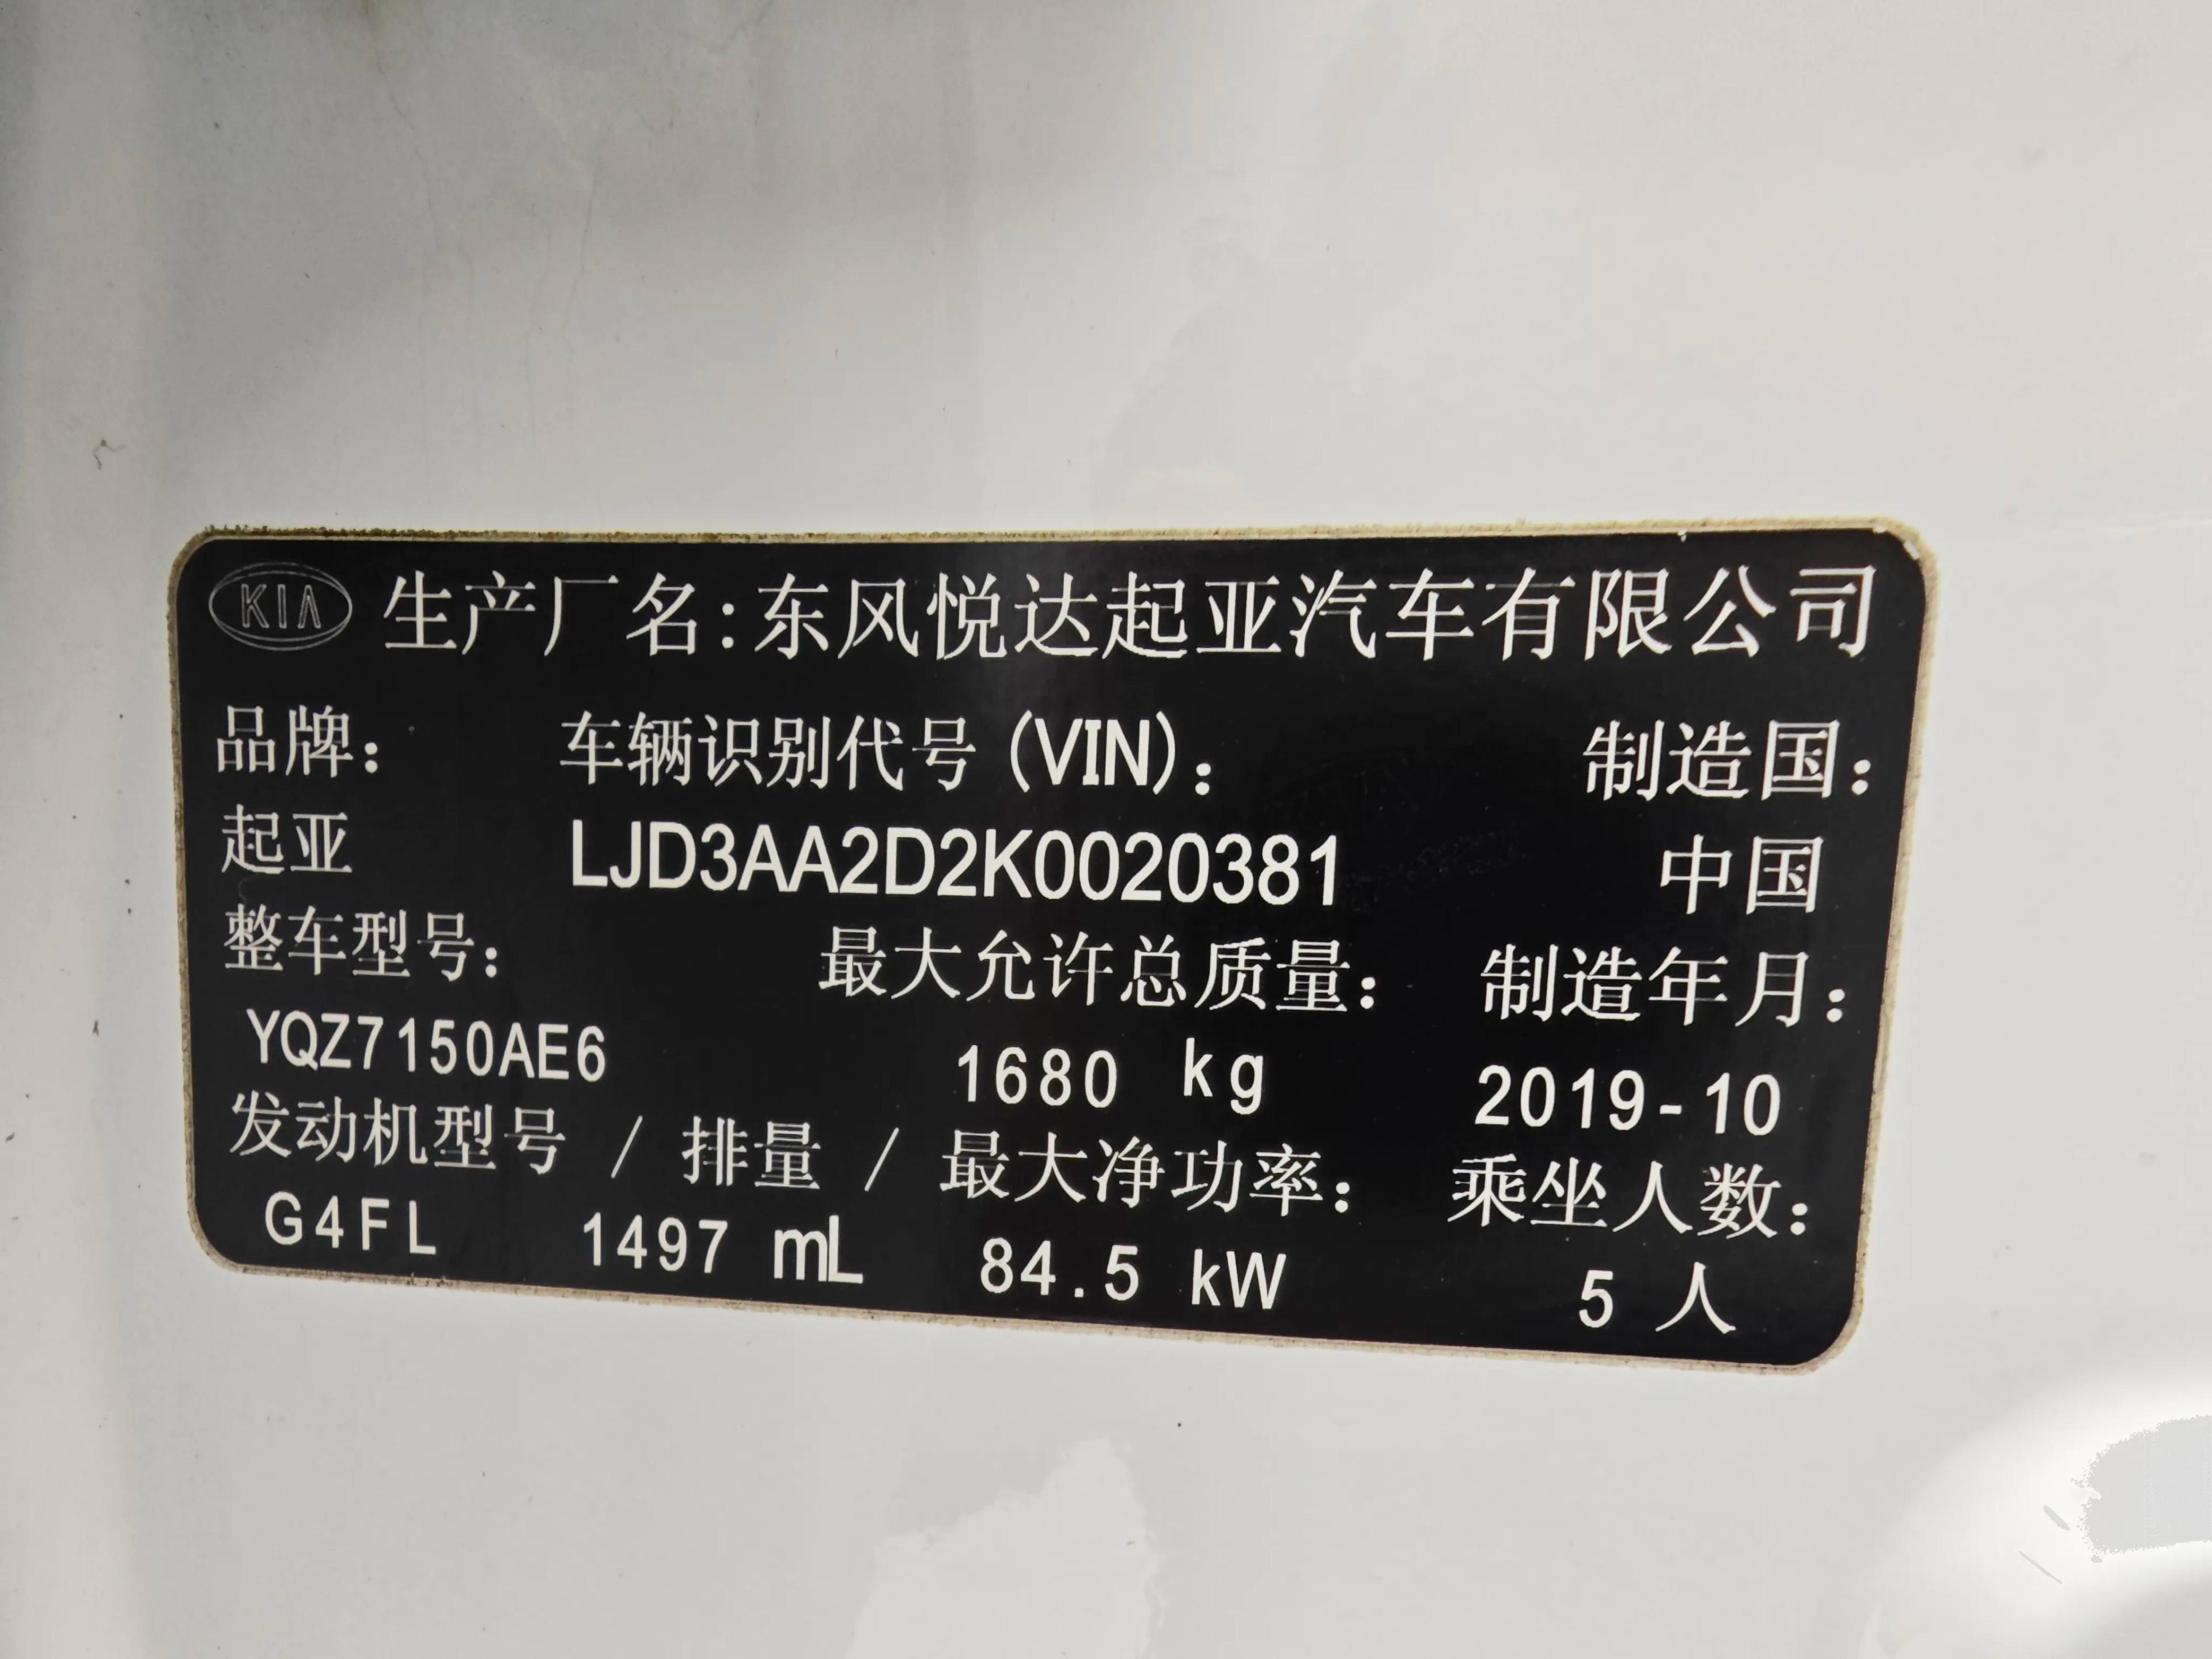 KIA 生产厂名:东风悦达起亚汽车有限公司
品牌: 车辆识别代号(VIN): 制造国:
起亚 LJD3AA2D2K0020381 中国
整车型号: 最大允许总质量: 制造年月:
YQZ7150AE6 1680 kg 2019-10
发动机型号 / 排量 / 最大净功率: 乘坐人数:
G4FL 1497 mL 84.5 kW 5 人